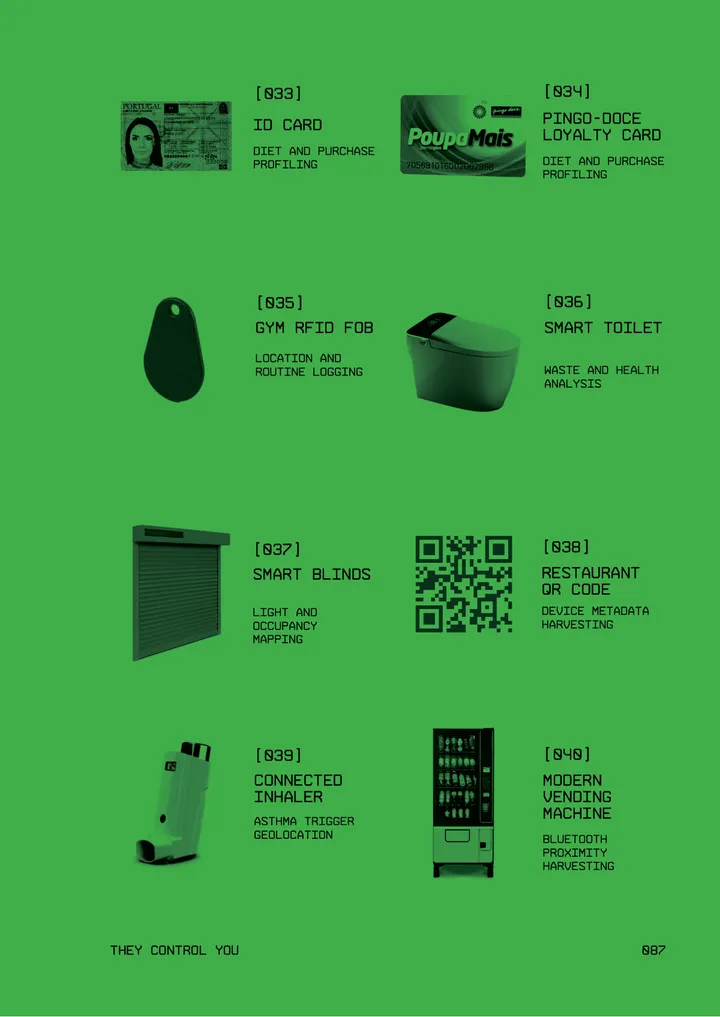 [033]
ID CARD
DIET AND PURCHASE
PROFILING
PORTUGAL
[034]
PINGO-DOCE
LOYALTY CARD
DIET AND PURCHASE
PROFILING
pingo doce
PoupaMais
[035]
GYM RFID FOB
LOCATION AND
ROUTINE LOGGING
[036]
SMART TOILET
WASTE AND HEALTH
ANALYSIS
[037]
SMART BLINDS
LIGHT AND
OCCUPANCY
MAPPING
[038]
RESTAURANT
QR CODE
DEVICE METADATA
HARVESTING
[039]
CONNECTED
INHALER
ASTHMA TRIGGER
GEOLOCATION
[040]
MODERN
VENDING
MACHINE
BLUETOOTH
PROXIMITY
HARVESTING
THEY CONTROL YOU
087